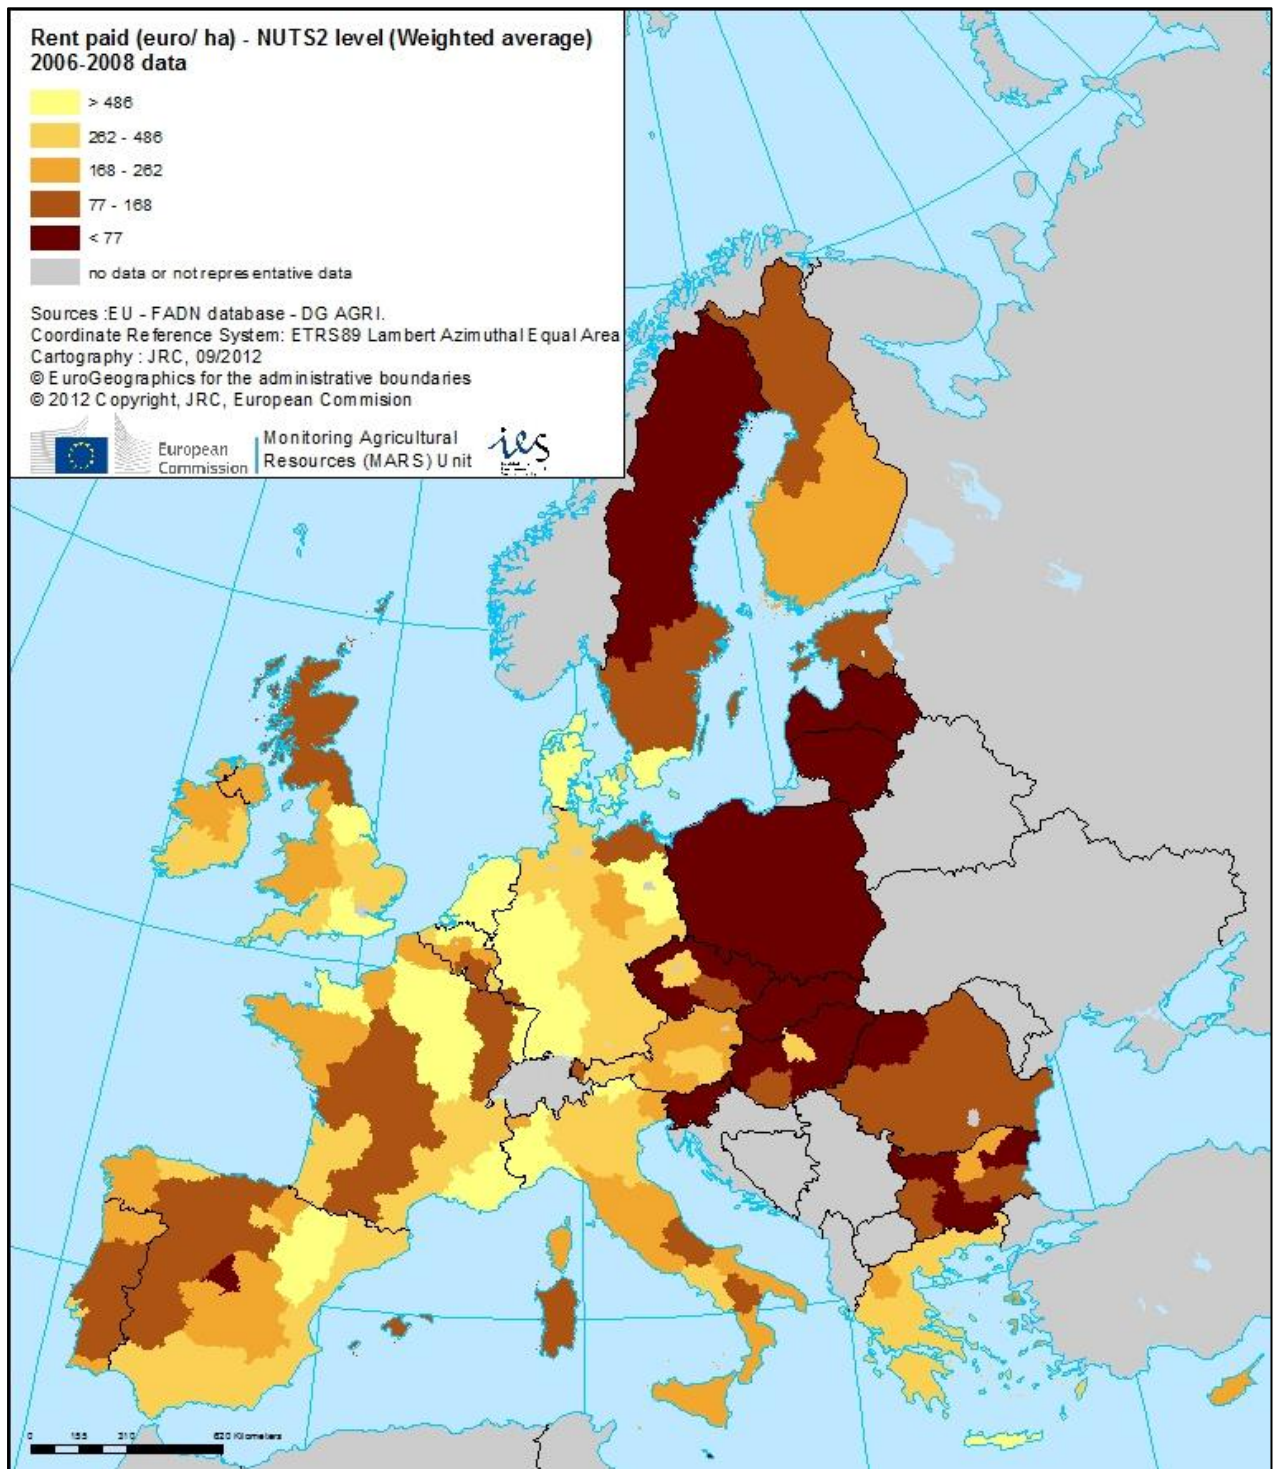 Rent paid (euro/ ha) - NUTS2 level (Weighted average)
2006-2008 data
> 486
262 - 486
168 - 262
77 - 168
< 77
no data or not representative data
Sources :EU - FADN database - DG AGRI.
Coordinate Reference System: ETRS89 Lambert Azimuthal Equal Area
Cartography : JRC, 09/2012
© EuroGeographics for the administrative boundaries
© 2012 Copyright, JRC, European Commision
European
Commission
Monitoring Agricultural
Resources (MARS) Unit
ies
0 155 310 620 Kilometers